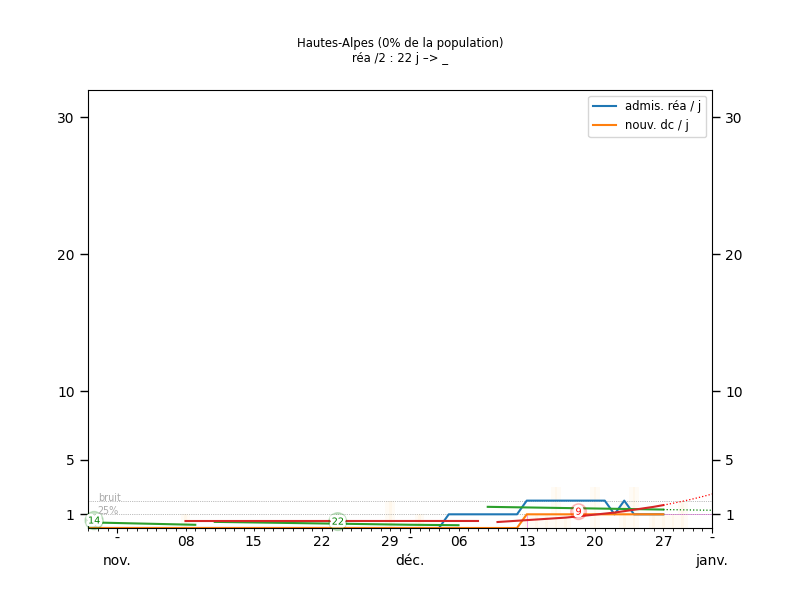 Hautes-Alpes (0% de la population)
réa /2 : 22 j –> _
admis. réa / j
nouv. dc / j
30 30
20 20
10 10
5 5
1 1
bruit
25%
14 22 9
08 15 22 29 06 13 20 27
nov. déc. janv.